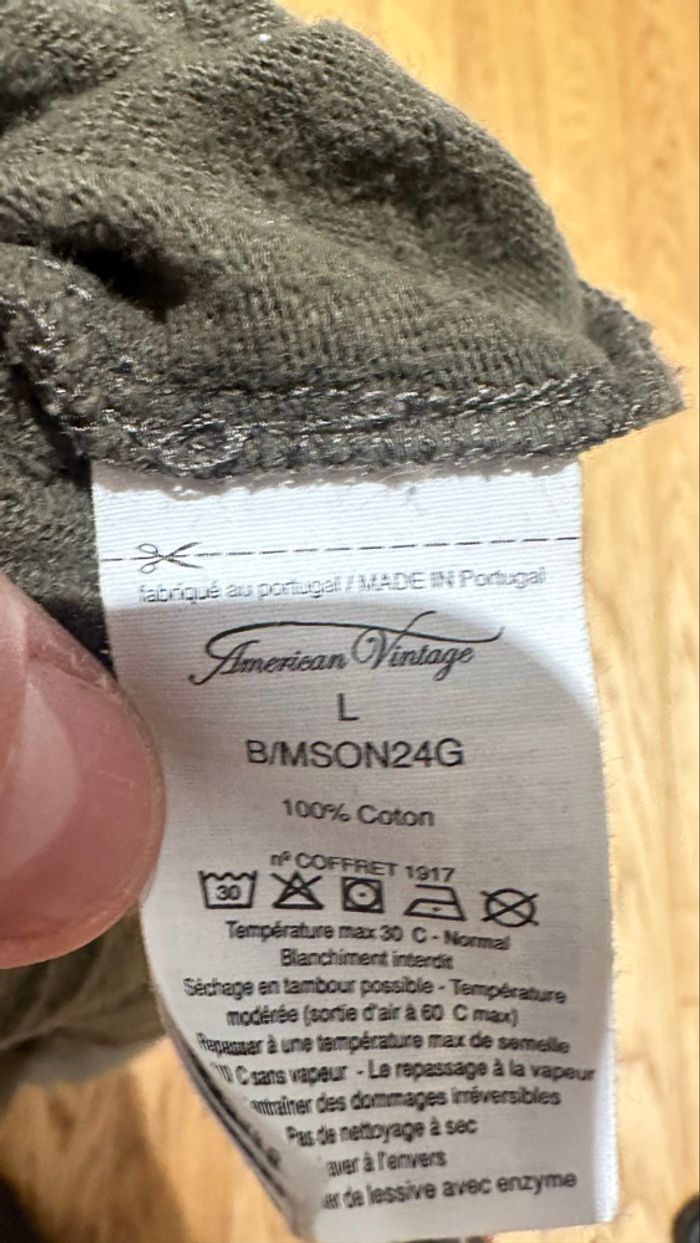 fabriqué au portugal / MADE IN Portugal
American Vintage
L
B/MSON24G
100% Coton
nº COFFRET 1917
30
Température max 30 C - Normal
Blanchiment interdit
Séchage en tambour possible - Température
modérée (sortie d'air à 60 C max)
Repasser à une température max de semelle
C sans vapeur - Le repassage à la vapeur
entraîner des dommages irréversibles
Pas de nettoyage à sec
à l'envers
de lessive avec enzyme